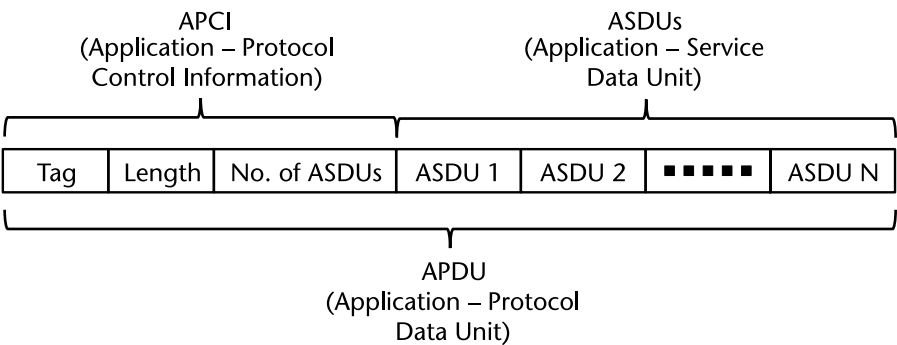 APCI
(Application – Protocol
Control Information)
ASDUs
(Application – Service
Data Unit)
Tag Length No. of ASDUs ASDU 1 ASDU 2 ASDU N
APDU
(Application – Protocol
Data Unit)